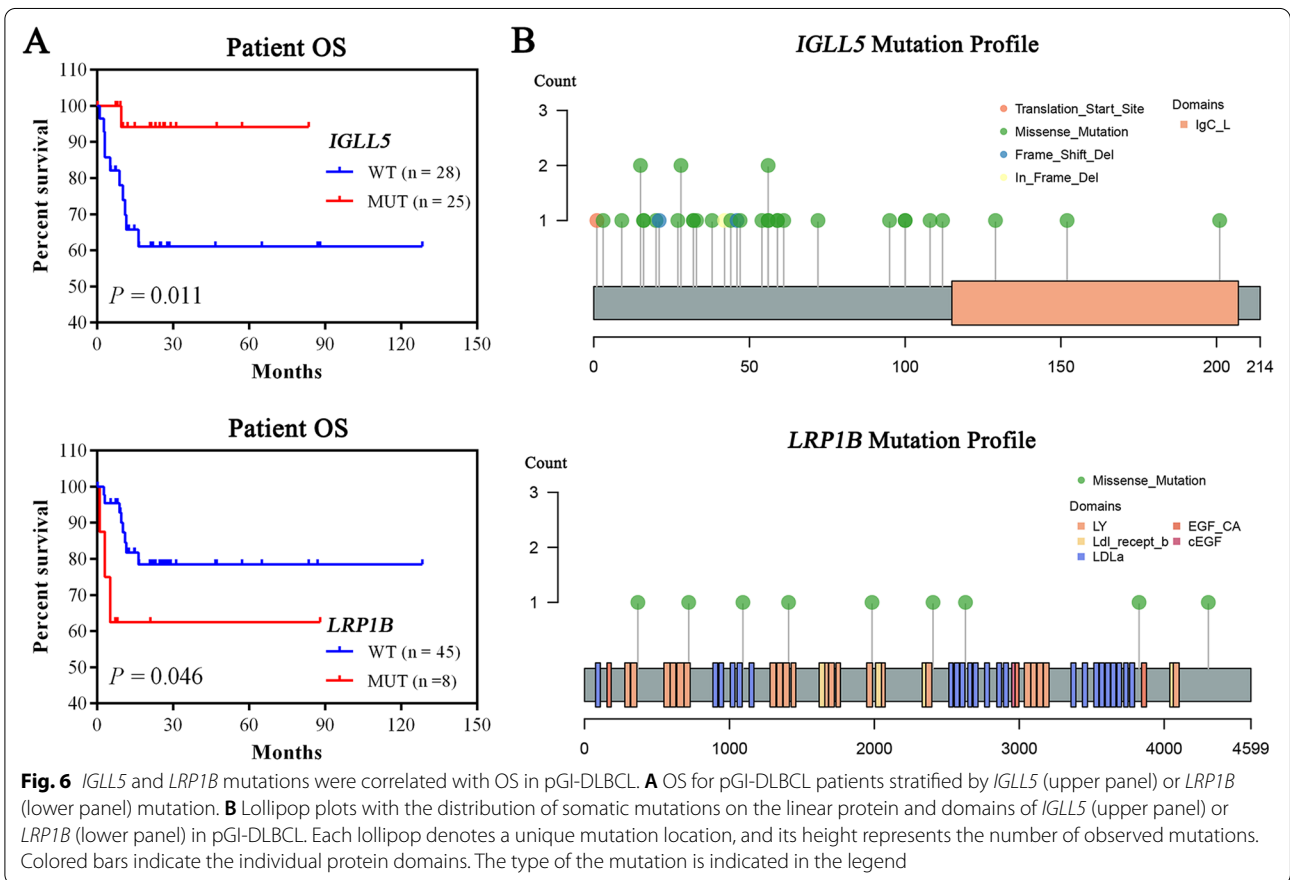 A
Patient OS
110
100
90
80
70
60
50
40
Percent survival
IGLL5
WT (n = 28)
MUT (n = 25)
P = 0.011
0 30 60 90 120 150
Months
Patient OS
110
100
90
80
70
60
50
40
Percent survival
LRP1B
WT (n = 45)
MUT (n =8)
P = 0.046
0 30 60 90 120 150
Months
B
IGLL5 Mutation Profile
Count
3
2
1
Translation_Start_Site
Missense_Mutation
Frame_Shift_Del
In_Frame_Del
Domains
IgC_L
0 50 100 150 200 214
LRP1B Mutation Profile
Count
3
2
1
Missense_Mutation
Domains
LY EGF_CA
Ldl_recept_b cEGF
LDLa
0 1000 2000 3000 4000 4599
Fig. 6 IGLL5 and LRP1B mutations were correlated with OS in pGI-DLBCL. A OS for pGI-DLBCL patients stratified by IGLL5 (upper panel) or LRP1B
(lower panel) mutation. B Lollipop plots with the distribution of somatic mutations on the linear protein and domains of IGLL5 (upper panel) or
LRP1B (lower panel) in pGI-DLBCL. Each lollipop denotes a unique mutation location, and its height represents the number of observed mutations.
Colored bars indicate the individual protein domains. The type of the mutation is indicated in the legend